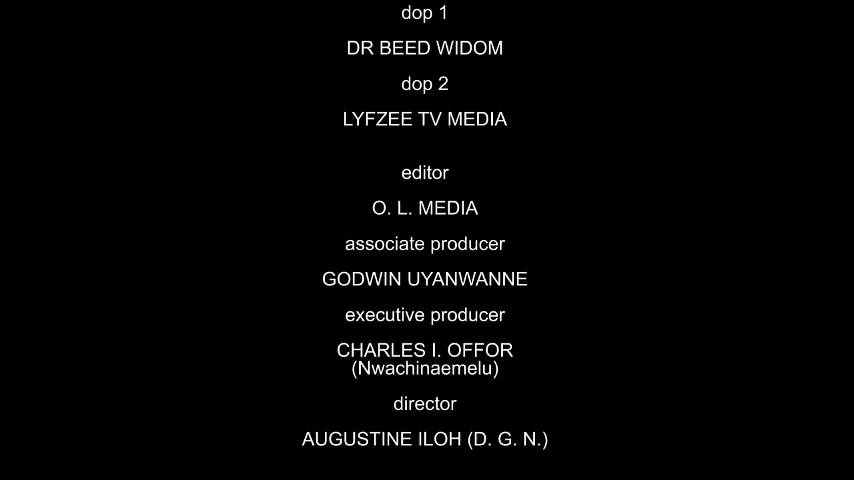 dop 1
DR BEED WIDOM
dop 2
LYFZEE TV MEDIA
editor
O. L. MEDIA
associate producer
GODWIN UYANWANNE
executive producer
CHARLES I. OFFOR
(Nwachinaemelu)
director
AUGUSTINE ILOH (D. G. N.)